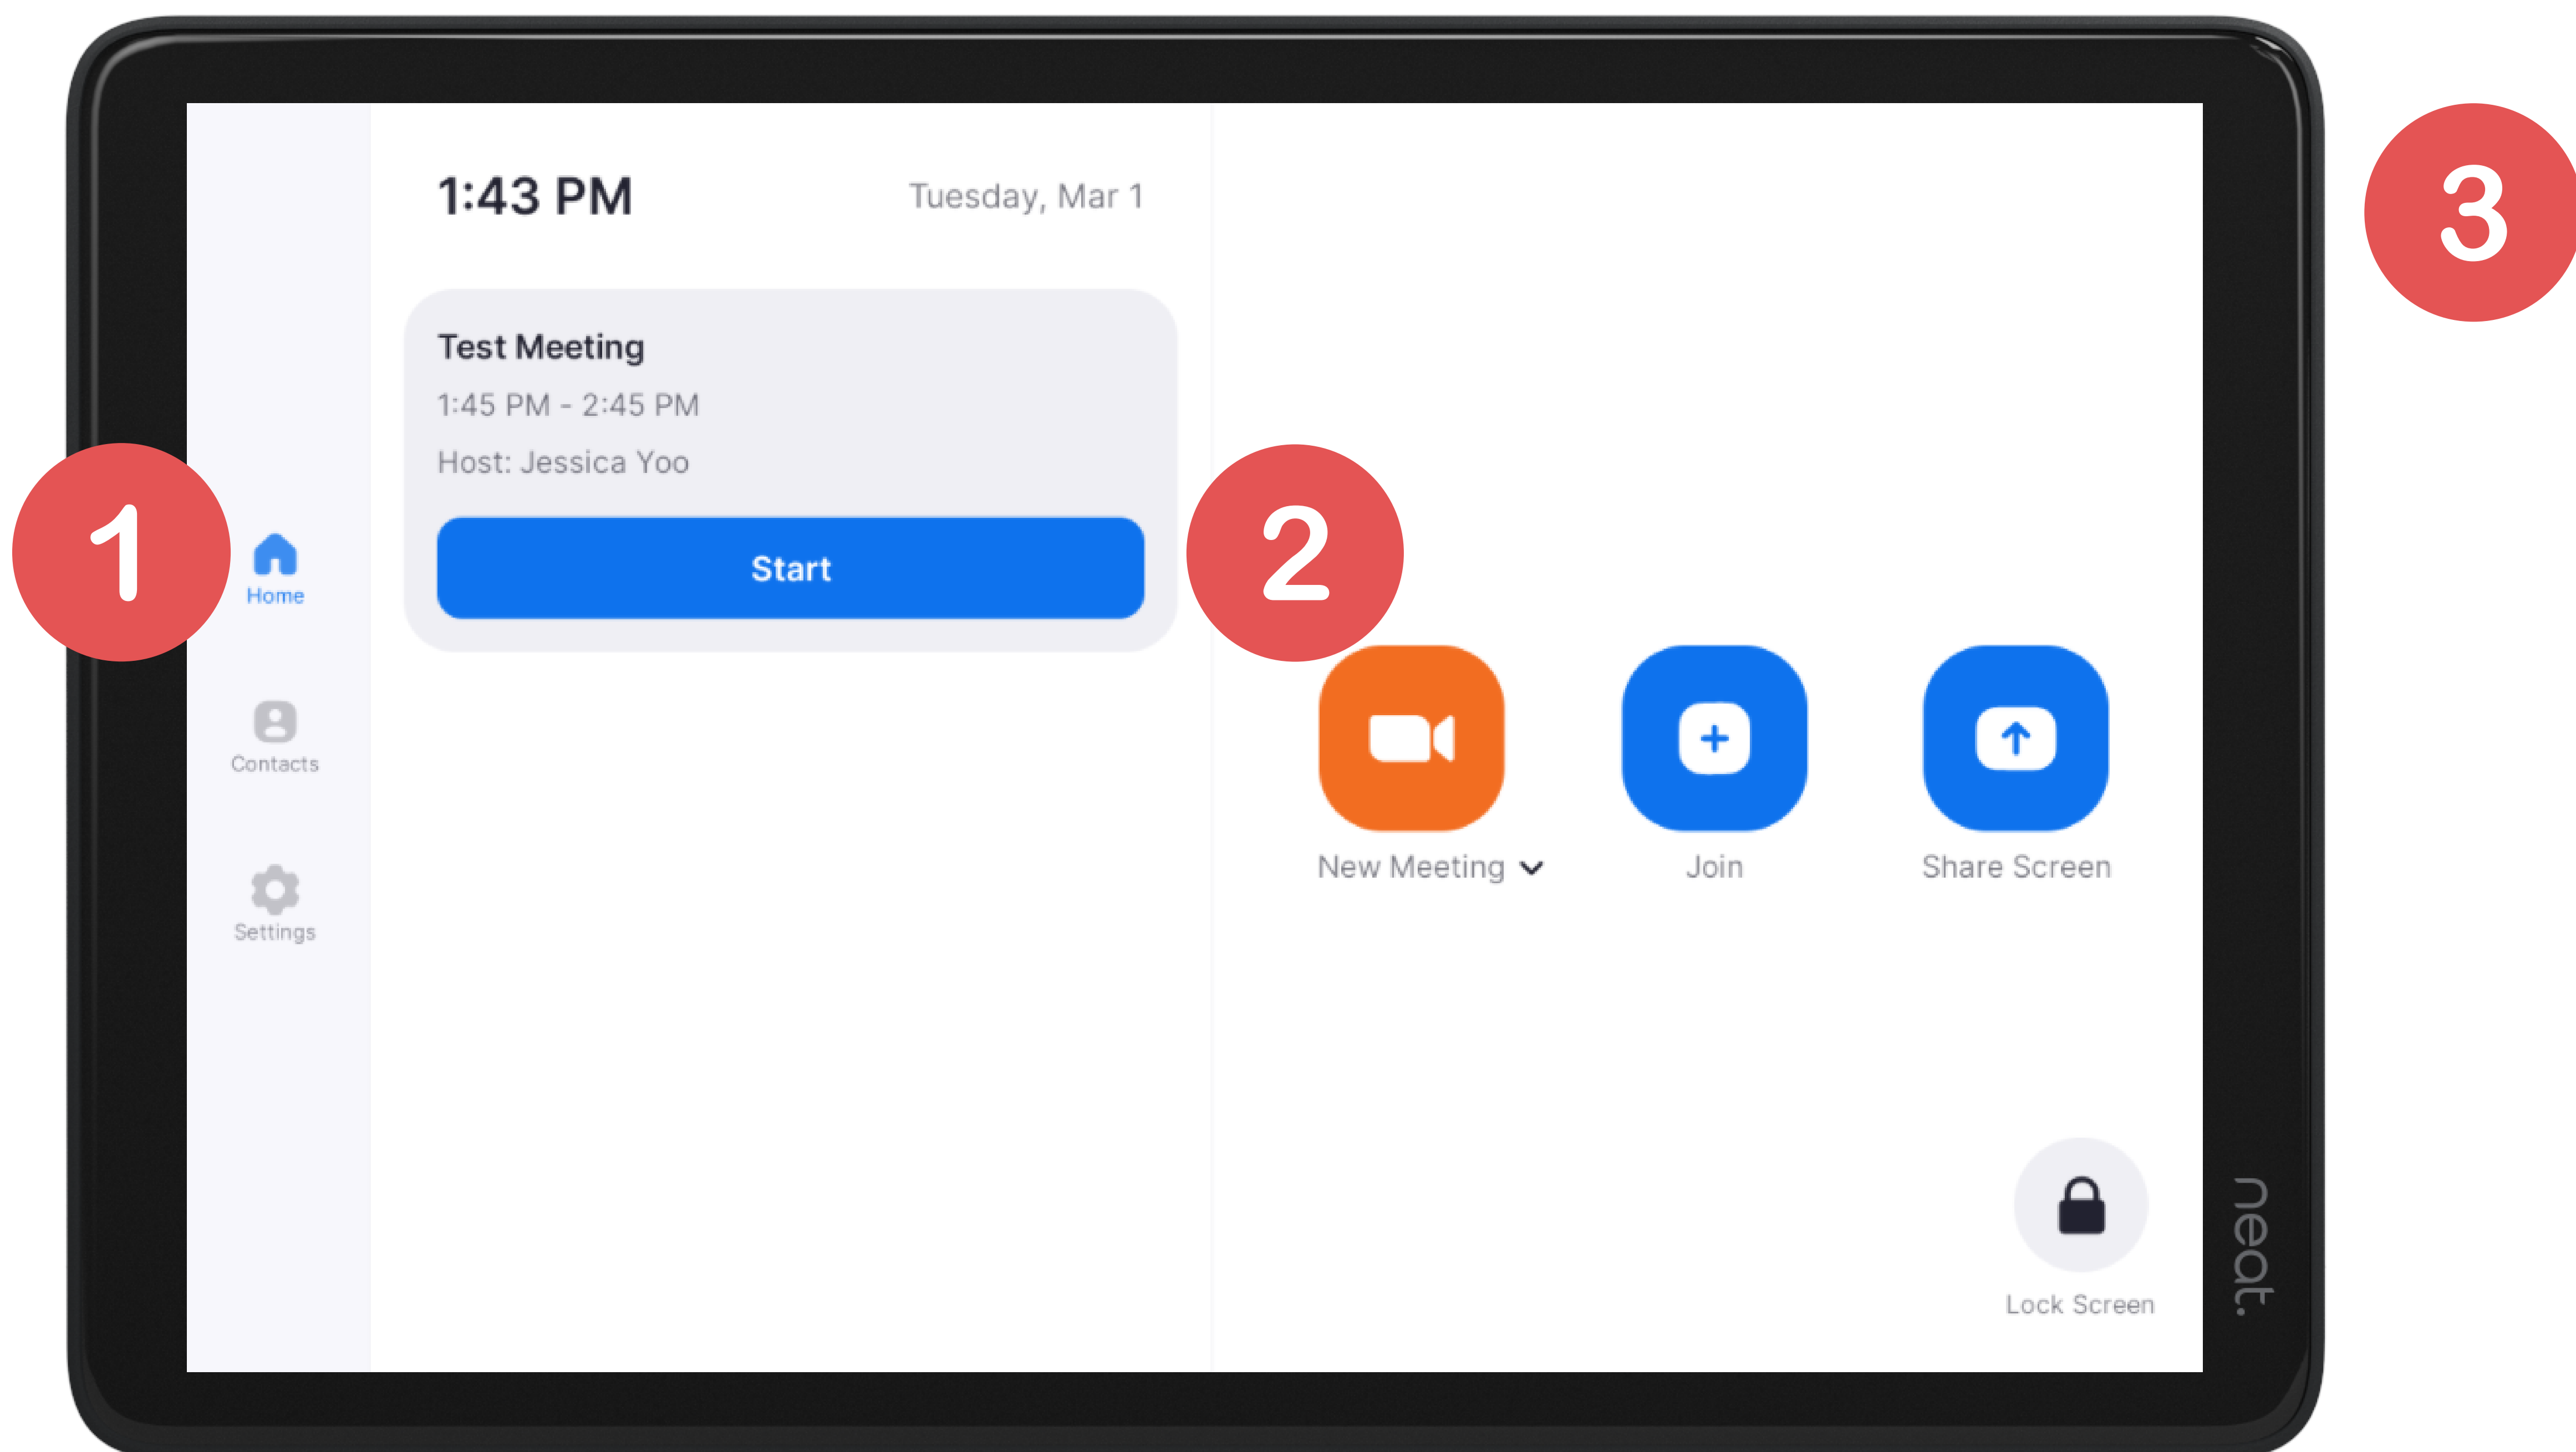 1:43 PM
Tuesday, Mar 1
Test Meeting
1:45 PM - 2:45 PM
Host: Jessica Yoo
Start
1
Home
Contacts
Settings
2
New Meeting
Join
Share Screen
Lock Screen
neat.
3